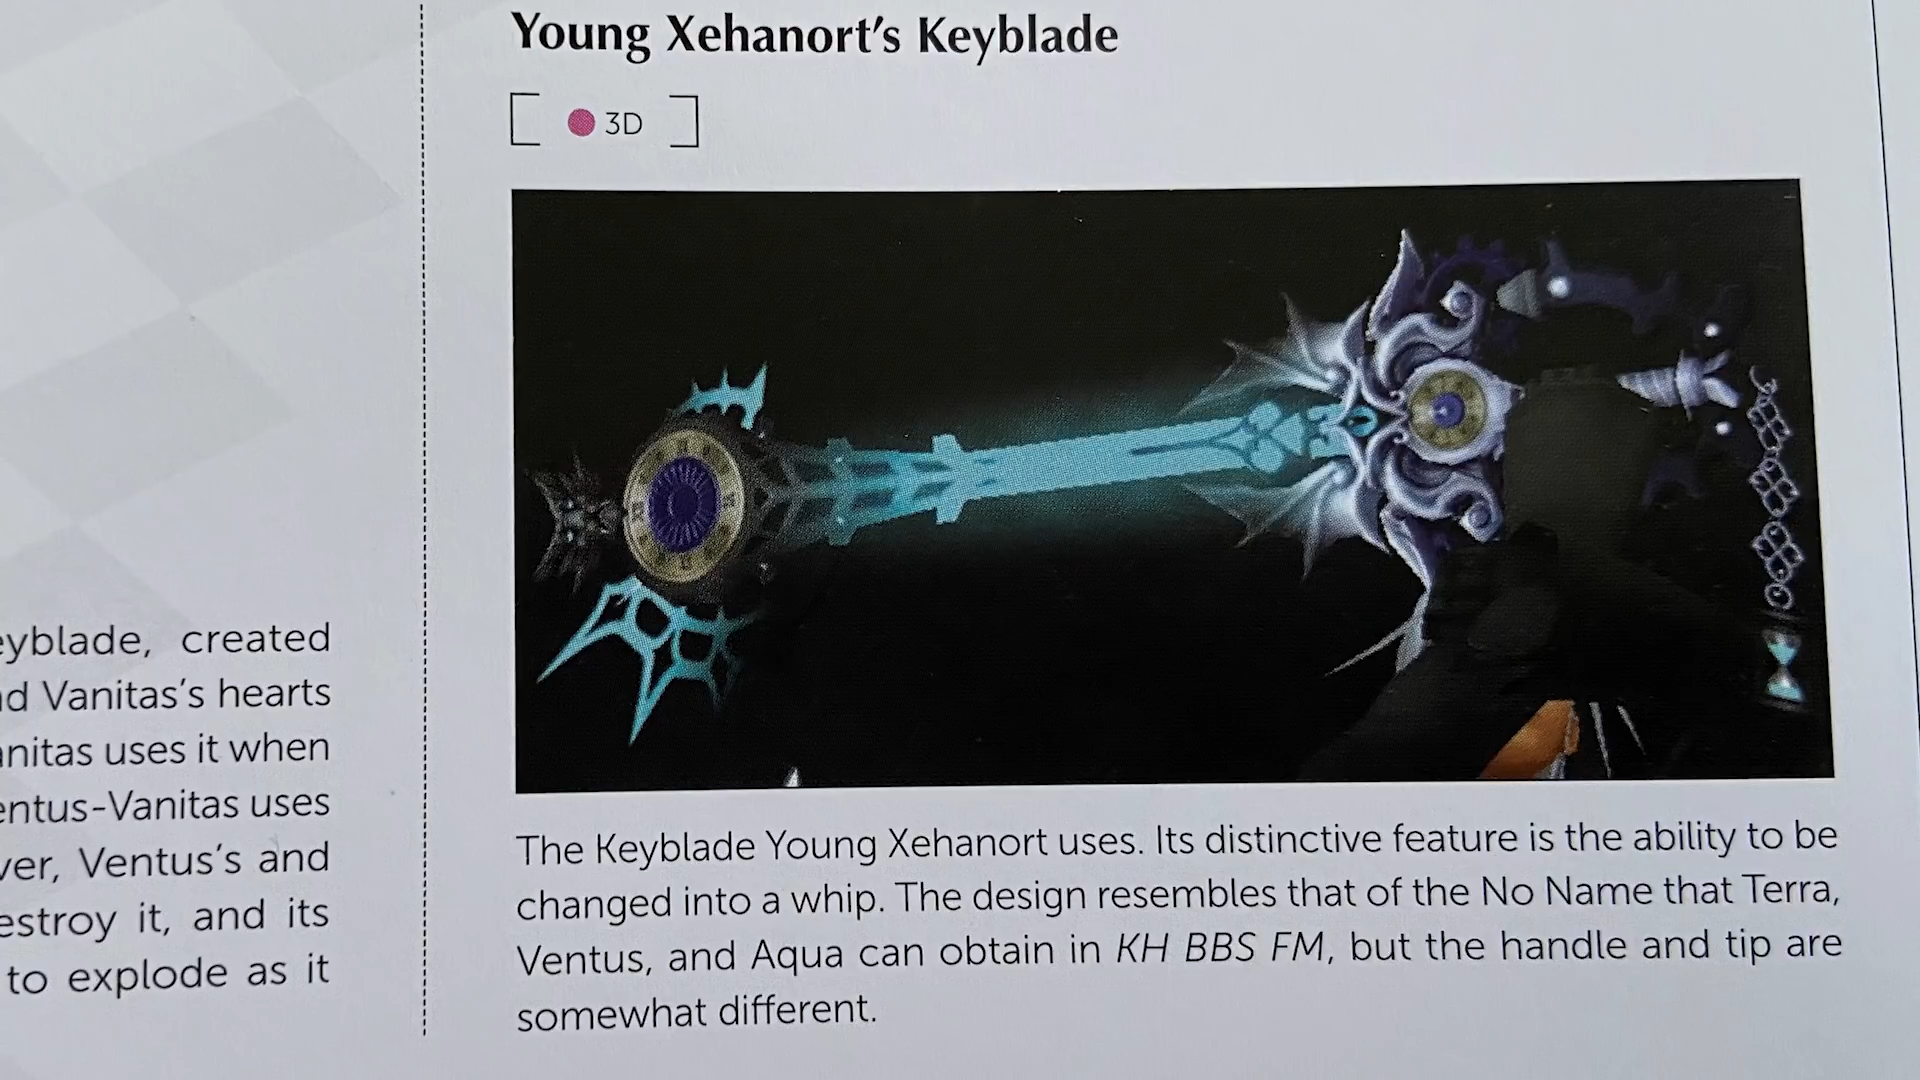 eyblade, created
d Vanitas's hearts
anitas uses it when
entus-Vanitas uses
ver, Ventus's and
estroy it, and its
to explode as it
Young Xehanort's Keyblade
[ ● 3D ]
The Keyblade Young Xehanort uses. Its distinctive feature is the ability to be
changed into a whip. The design resembles that of the No Name that Terra,
Ventus, and Aqua can obtain in KH BBS FM, but the handle and tip are
somewhat different.